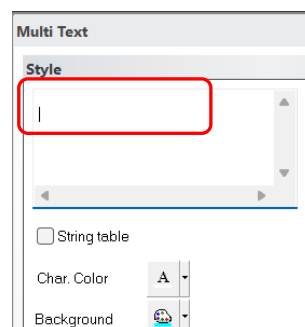 Multi Text
Style
String table
Char. Color
A
Background